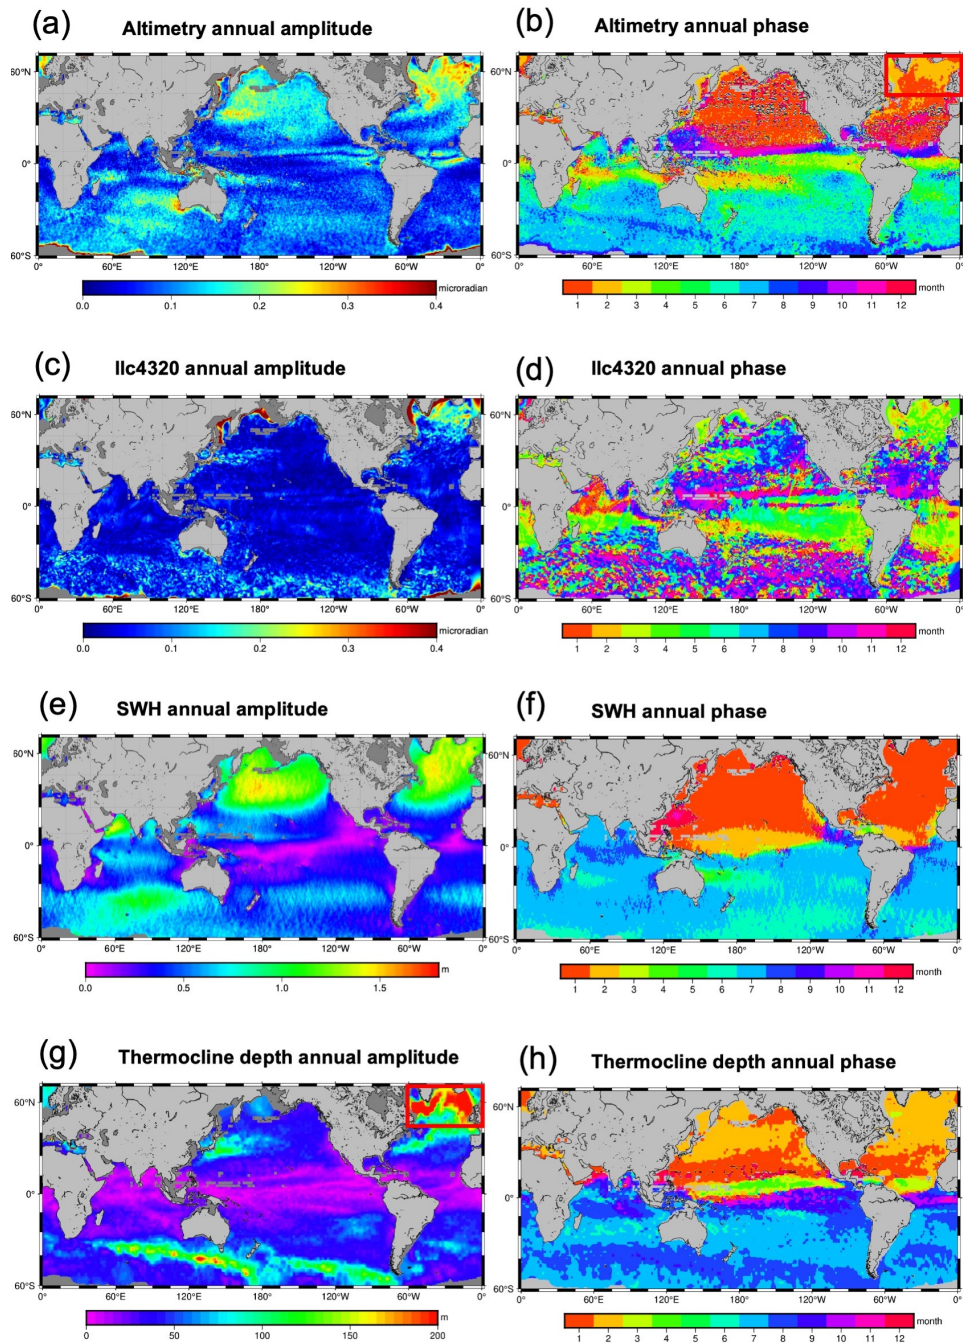 (a) Altimetry annual amplitude
60°N
0°
60°S
0° 60°E 120°E 180° 120°W 60°W 0°
microradian
0.0 0.1 0.2 0.3 0.4
(b) Altimetry annual phase
60°N
0°
60°S
0° 60°E 120°E 180° 120°W 60°W 0°
month
1 2 3 4 5 6 7 8 9 10 11 12
(c) llc4320 annual amplitude
60°N
0°
60°S
0° 60°E 120°E 180° 120°W 60°W 0°
microradian
0.0 0.1 0.2 0.3 0.4
(d) llc4320 annual phase
60°N
0°
60°S
0° 60°E 120°E 180° 120°W 60°W 0°
month
1 2 3 4 5 6 7 8 9 10 11 12
(e) SWH annual amplitude
60°N
0°
60°S
0° 60°E 120°E 180° 120°W 60°W 0°
m
0.0 0.5 1.0 1.5
(f) SWH annual phase
60°N
0°
60°S
0° 60°E 120°E 180° 120°W 60°W 0°
month
1 2 3 4 5 6 7 8 9 10 11 12
(g) Thermocline depth annual amplitude
60°N
0°
60°S
0° 60°E 120°E 180° 120°W 60°W 0°
m
0 50 100 150 200
(h) Thermocline depth annual phase
60°N
0°
60°S
0° 60°E 120°E 180° 120°W 60°W 0°
month
1 2 3 4 5 6 7 8 9 10 11 12